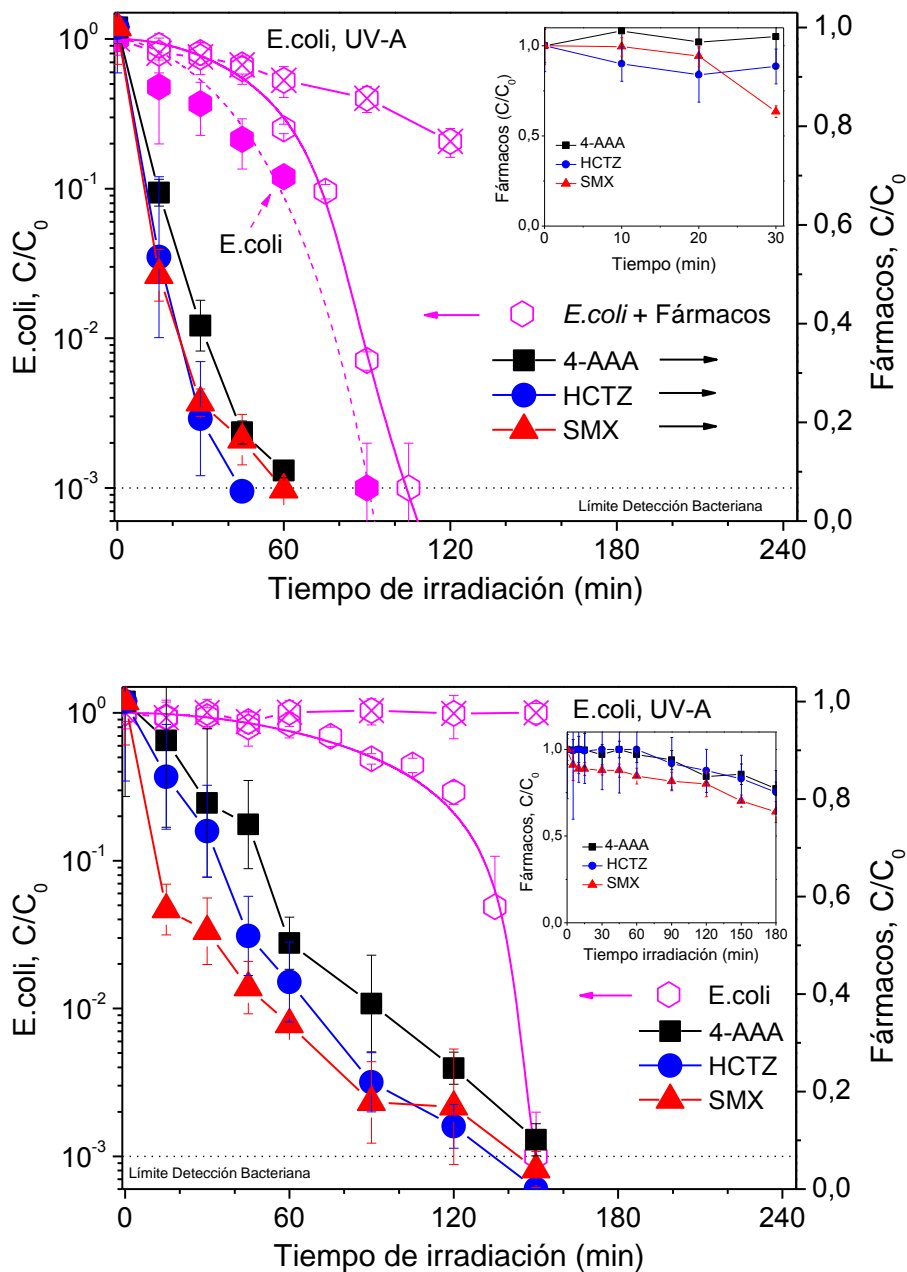 E.coli, UV-A
E.coli, C/C0
10^0
10^-1
10^-2
10^-3
Fármacos, C/C0
1,0
0,8
0,6
0,4
0,2
0,0
Fármacos (C/C0)
1,0
0,5
0,0
4-AAA
HCTZ
SMX
0 10 20 30
Tiempo (min)
E.coli
E.coli + Fármacos
4-AAA
HCTZ
SMX
Límite Detección Bacteriana
0 60 120 180 240
Tiempo de irradiación (min)
E.coli, UV-A
E.coli, C/C0
10^0
10^-1
10^-2
10^-3
Fármacos, C/C0
1,0
0,8
0,6
0,4
0,2
0,0
Fármacos, C/C0
1,0
0,5
0,0
4-AAA
HCTZ
SMX
0 30 60 90 120 150 180
Tiempo irradiación (min)
E.coli
4-AAA
HCTZ
SMX
Límite Detección Bacteriana
0 60 120 180 240
Tiempo de irradiación (min)